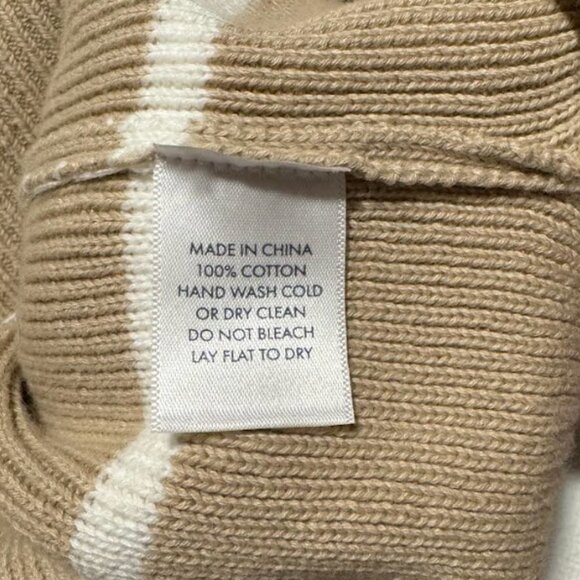 MADE IN CHINA
100% COTTON
HAND WASH COLD
OR DRY CLEAN
DO NOT BLEACH
LAY FLAT TO DRY